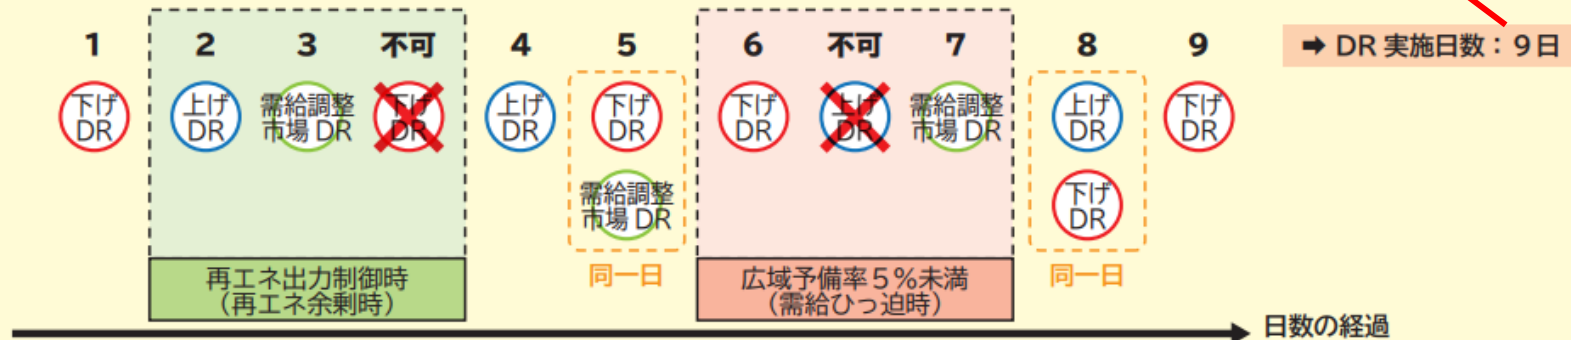 1 2 3 不可 4 5 6 不可 7 8 9
➡ DR 実施日数：9日
下げ
DR
上げ
DR
需給調整
市場 DR
下げ
DR
上げ
DR
下げ
DR
需給調整
市場 DR
同一日
下げ
DR
上げ
DR
需給調整
市場 DR
上げ
DR
下げ
DR
同一日
下げ
DR
再エネ出力制御時
（再エネ余剰時）
広域予備率５％未満
（需給ひっ迫時）
日数の経過